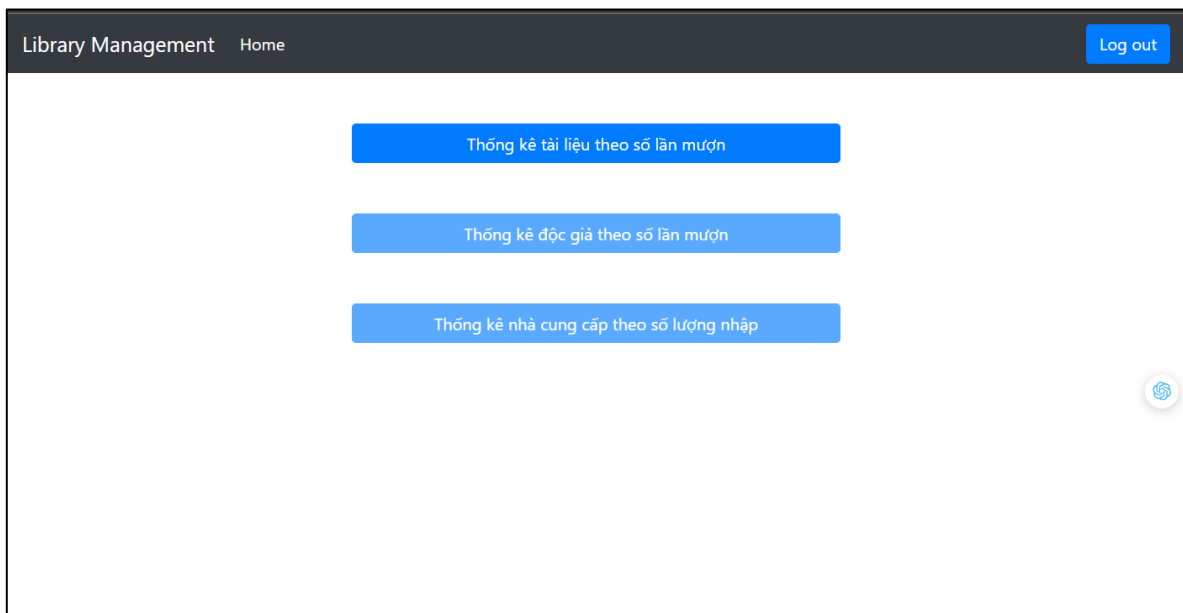 Library Management Home Log out
Thống kê tài liệu theo số lần mượn
Thống kê độc giả theo số lần mượn
Thống kê nhà cung cấp theo số lượng nhập